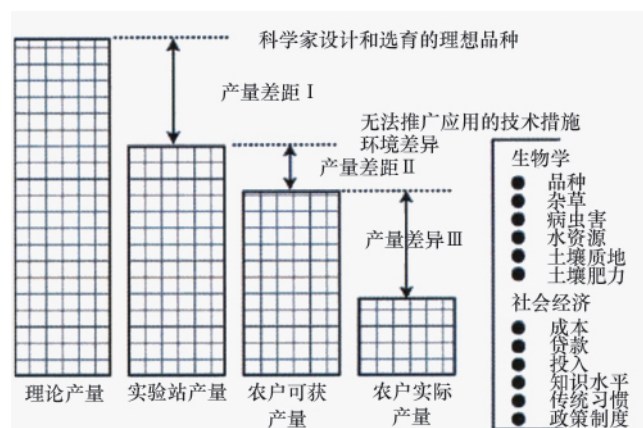 科学家设计和选育的理想品种
产量差距 I
无法推广应用的技术措施
环境差异
产量差距 II
产量差异 III
理论产量
实验站产量
农户可获
产量
农户实际
产量
生物学
● 品种
● 杂草
● 病虫害
● 水资源
● 土壤质地
● 土壤肥力
社会经济
● 成本
● 贷款
● 投入
● 知识水平
● 传统习惯
● 政策制度